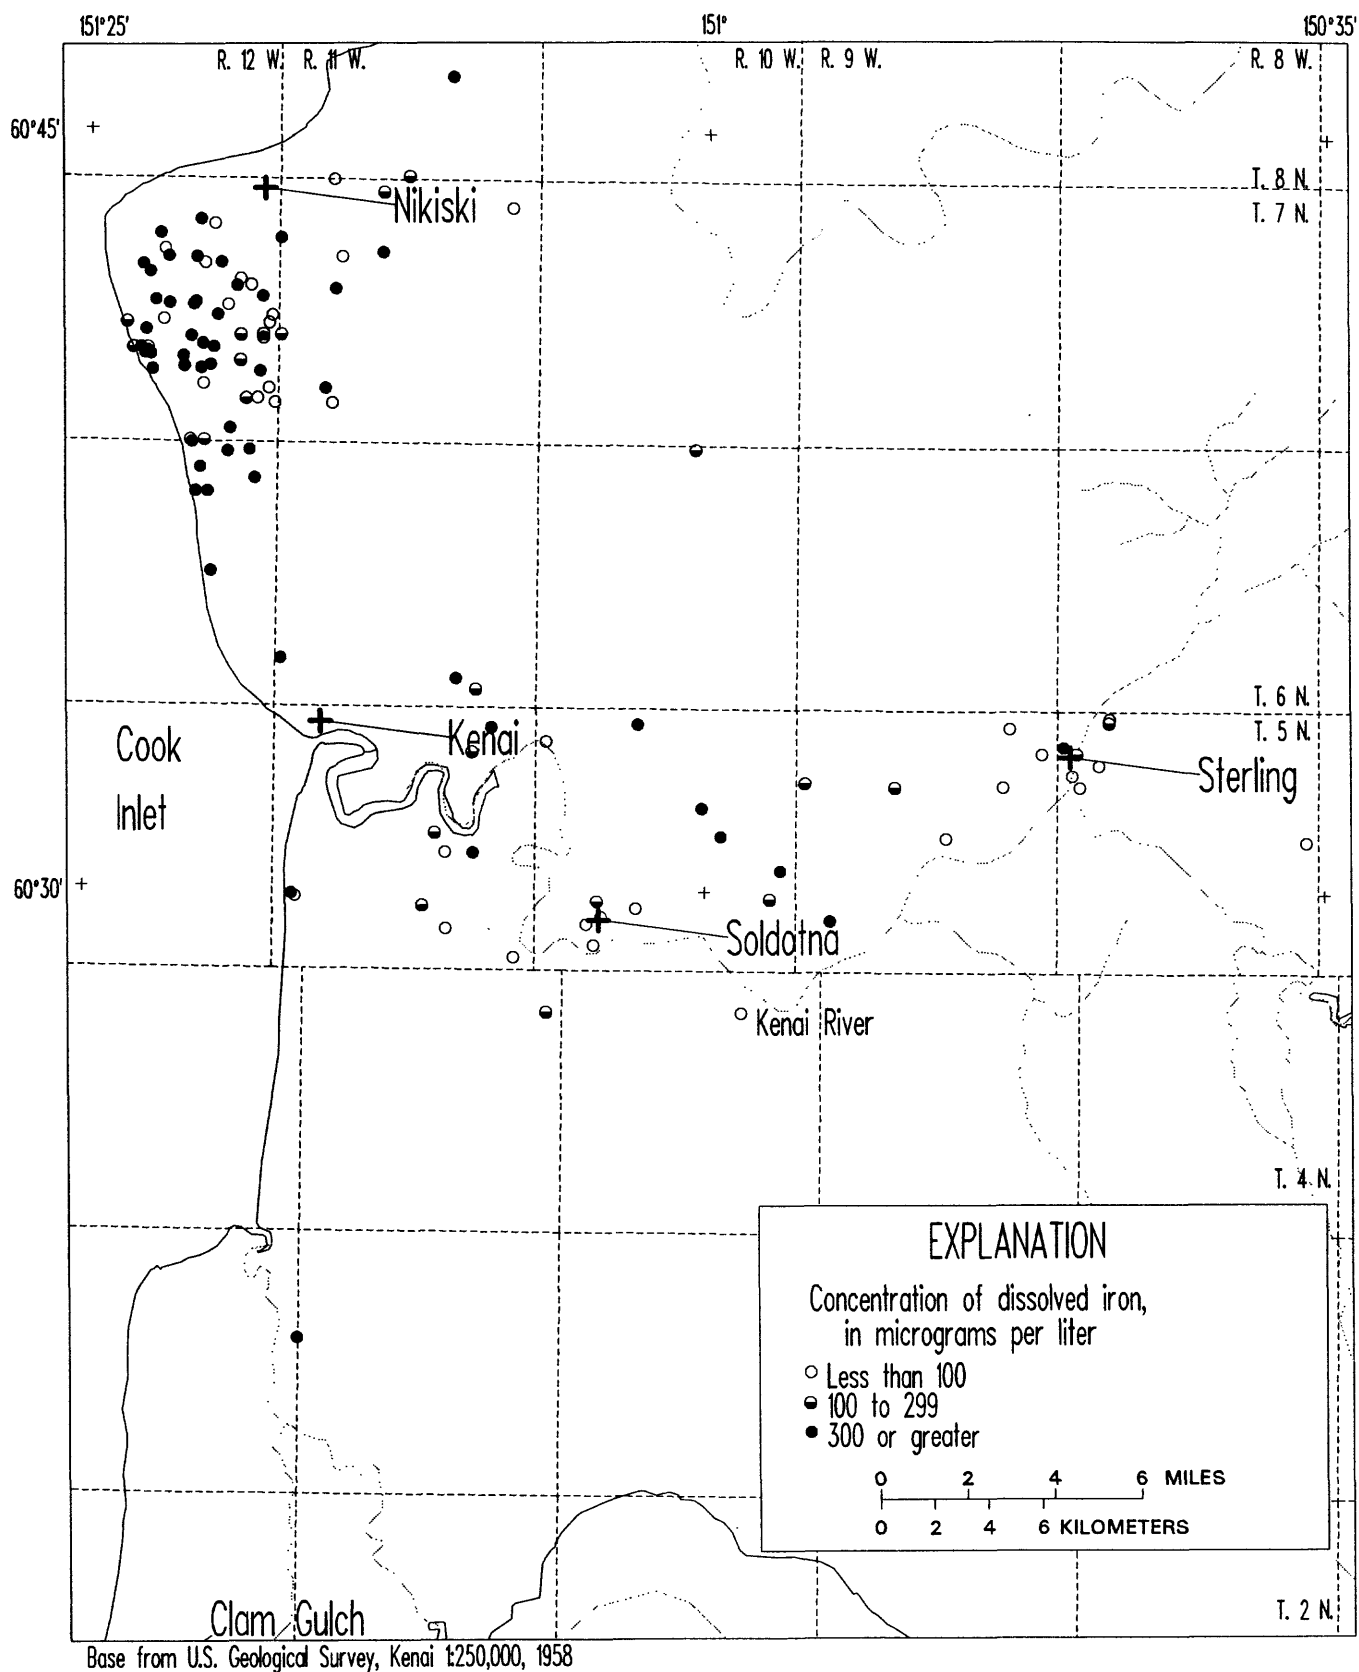 151°25' 151° 150°35'
R. 12 W. R. 11 W. R. 10 W. R. 9 W. R. 8 W.
60°45'
T. 8 N.
Nikiski
T. 7 N.
T. 6 N.
Cook
Inlet
Kenai
T. 5 N.
Sterling
60°30'
Soldotna
Kenai River
T. 4 N.
EXPLANATION
Concentration of dissolved iron,
in micrograms per liter
Less than 100
100 to 299
300 or greater
0 2 4 6 MILES
0 2 4 6 KILOMETERS
Clam Gulch
T. 2 N.
Base from U.S. Geological Survey, Kenai 1:250,000, 1958